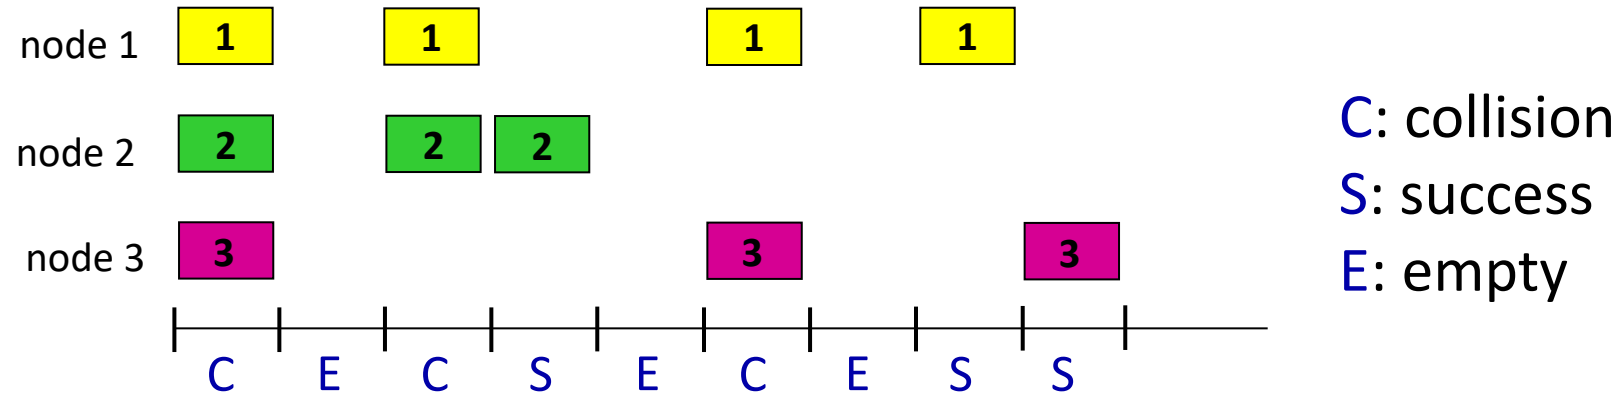 node 1 1 1 1 1
node 2 2 2 2
node 3 3 3 3
C E C S E C E S S
C: collision
S: success
E: empty